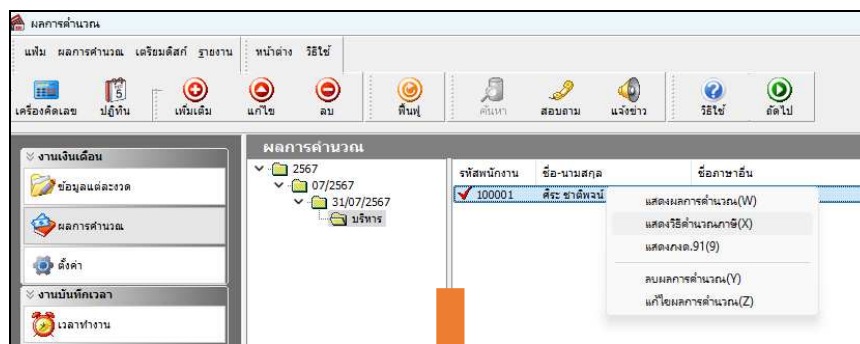 ผลการคำนวณ
แฟ้ม ผลการคำนวณ เตรียมดิสก์ ฐายงาน หน้าต่าง วิธีใช้
5
เครื่องคิดเลข ปฏิทิน เพิ่มเติม แก้ไข ลบ ฟื้นฟู ค้นหา สอบถาม แจ้งข่าว วิธีใช้ ถัดไป
งานเงินเดือน
ข้อมูลแต่ละงวด
ผลการคำนวณ
ตั้งค่า
งานบันทึกเวลา
เวลาทำงาน
ผลการคำนวณ
2567
07/2567
31/07/2567
บริหาร
รหัสพนักงาน ชื่อ-นามสกุล ชื่อภาษาอื่น
100001 ศิระ ชาติพจน์
แสดงผลการคำนวณ(W)
แสดงวิธีคำนวณภาษี(X)
แสดงภงด.91(9)
ลบผลการคำนวณ(Y)
แก้ไขผลการคำนวณ(Z)